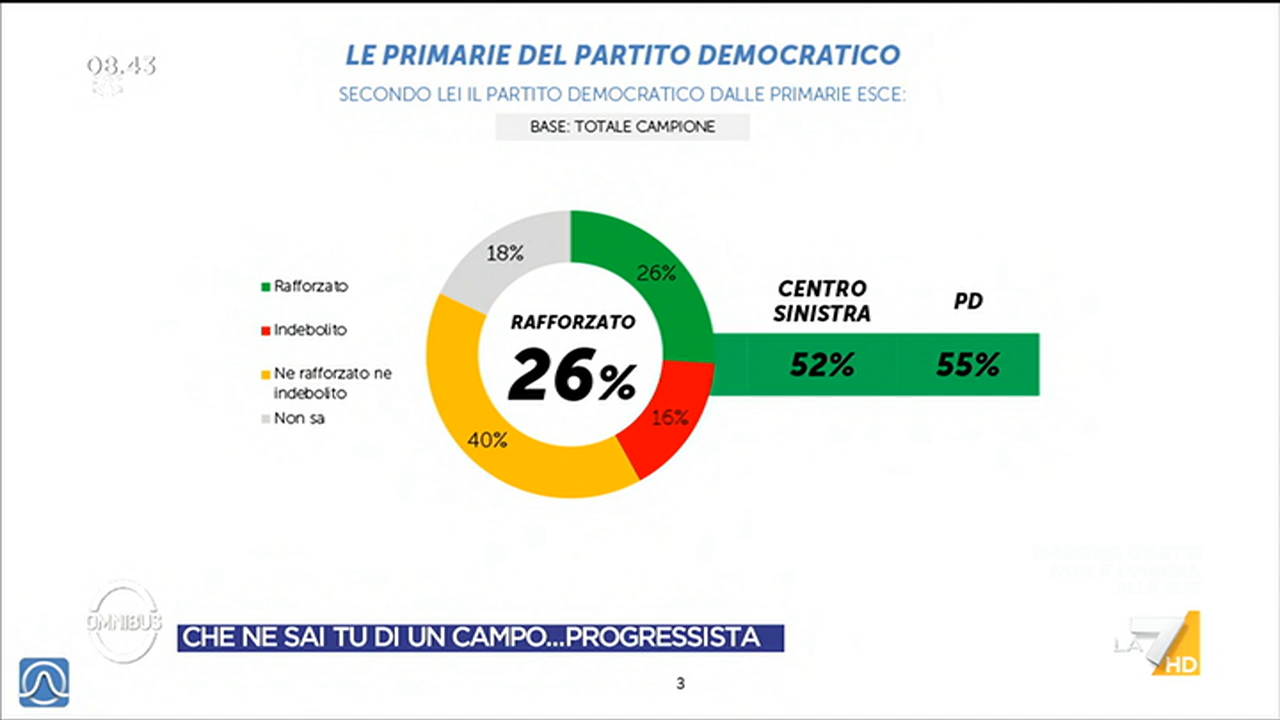 LE PRIMARIE DEL PARTITO DEMOCRATICO
08.43
SECONDO LEI IL PARTITO DEMOCRATICO DALLE PRIMARIE ESCE:
BASE: TOTALE CAMPIONE
18%
26%
Rafforzato
Indebolito
Ne rafforzato ne
indebolito
Non sa
RAFFORZATO
26%
16%
40%
CENTRO
SINISTRA
PD
52%
55%
OMNIBUS
CHE NE SAI TU DI UN CAMPO...PROGRESSISTA
LA 7
HD
3